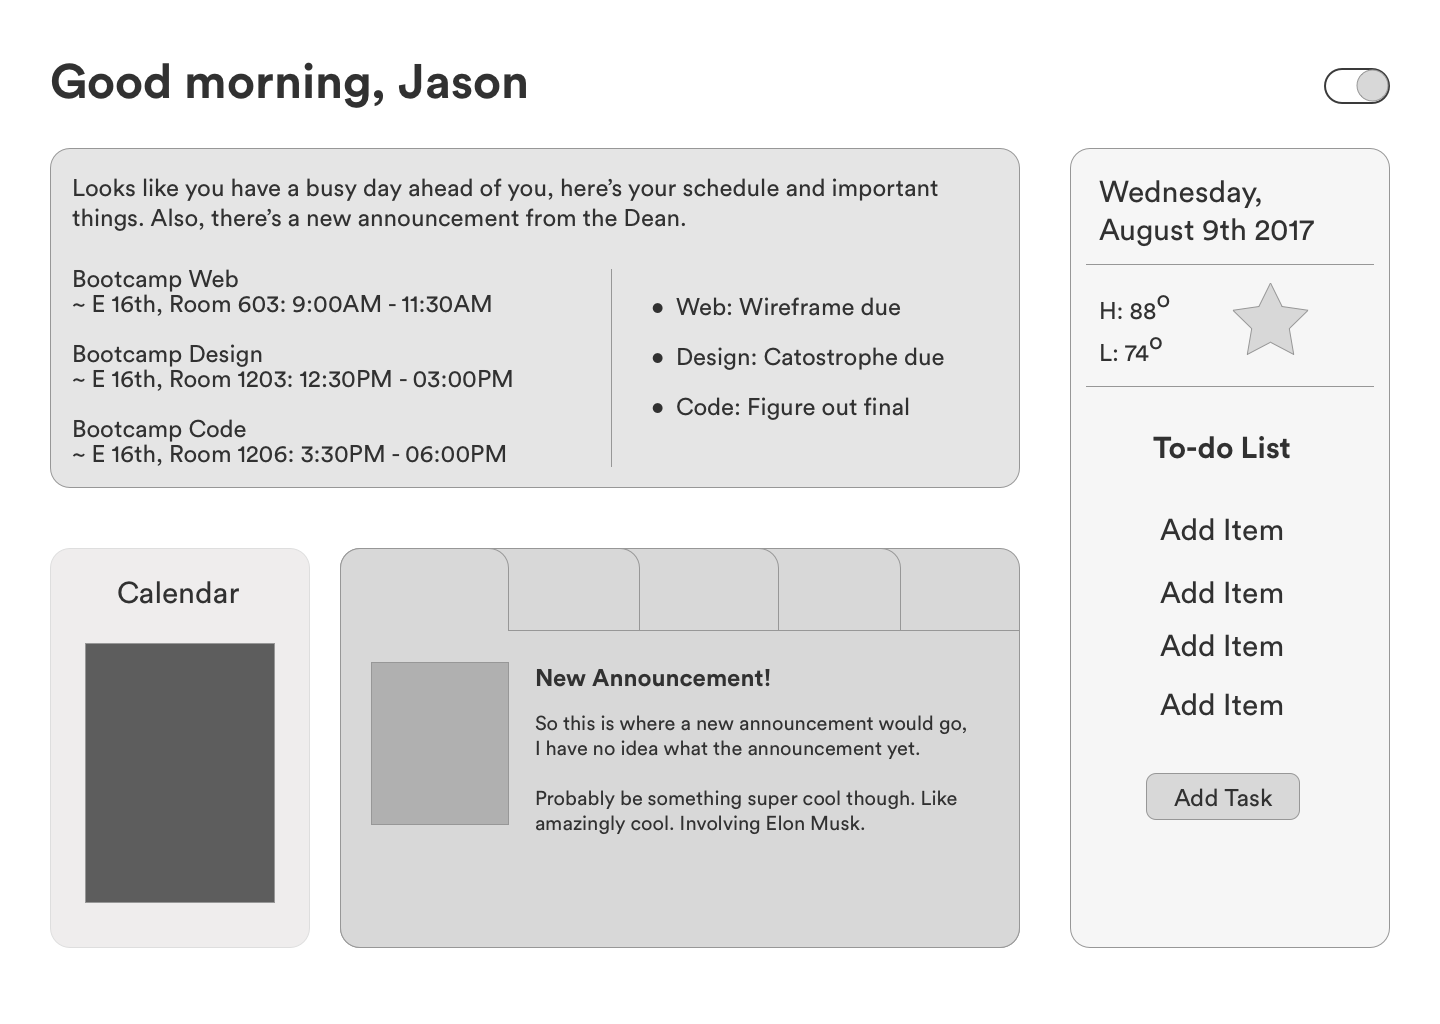 Good morning, Jason
Looks like you have a busy day ahead of you, here’s your schedule and important
things. Also, there’s a new announcement from the Dean.
Bootcamp Web
~ E 16th, Room 603: 9:00AM - 11:30AM
Bootcamp Design
~ E 16th, Room 1203: 12:30PM - 03:00PM
Bootcamp Code
~ E 16th, Room 1206: 3:30PM - 06:00PM
● Web: Wireframe due
● Design: Catostrophe due
● Code: Figure out final
Wednesday,
August 9th 2017
H: 88°
L: 74°
To-do List
Add Item
Add Item
Add Item
Add Item
Add Task
Calendar
New Announcement!
So this is where a new announcement would go,
I have no idea what the announcement yet.
Probably be something super cool though. Like
amazingly cool. Involving Elon Musk.